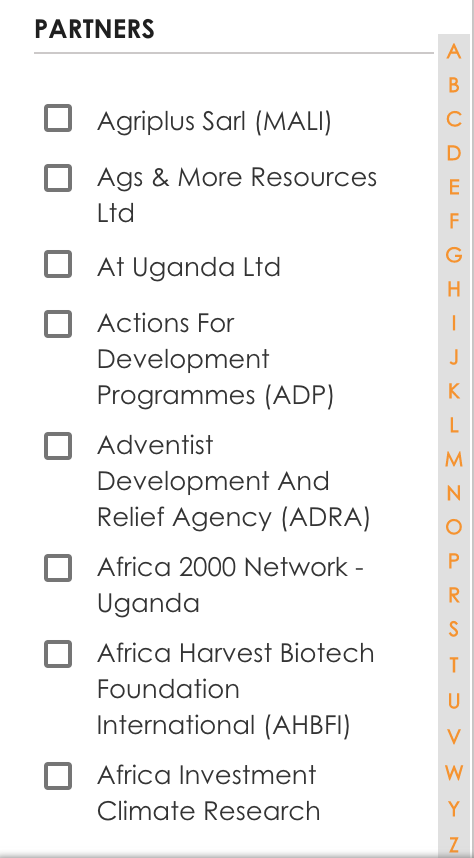 PARTNERS
Agriplus Sarl (MALI)
Ags & More Resources
Ltd
At Uganda Ltd
Actions For
Development
Programmes (ADP)
Adventist
Development And
Relief Agency (ADRA)
Africa 2000 Network -
Uganda
Africa Harvest Biotech
Foundation
International (AHBFI)
Africa Investment
Climate Research
A
B
C
D
E
F
G
H
I
J
K
L
M
N
O
P
R
S
T
U
V
W
Y
Z